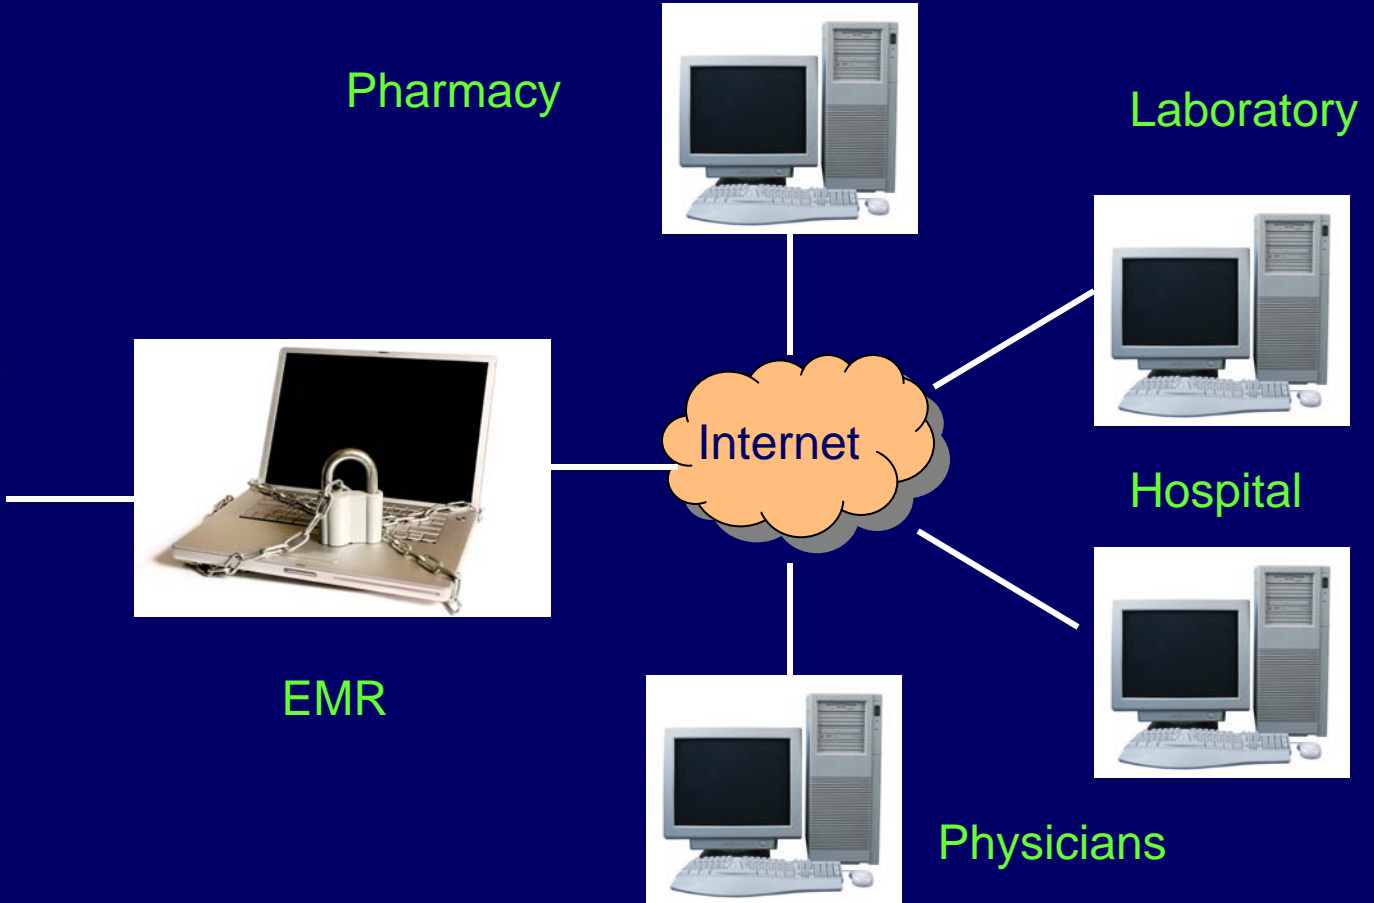 Pharmacy
Laboratory
Internet
Hospital
EMR
Physicians